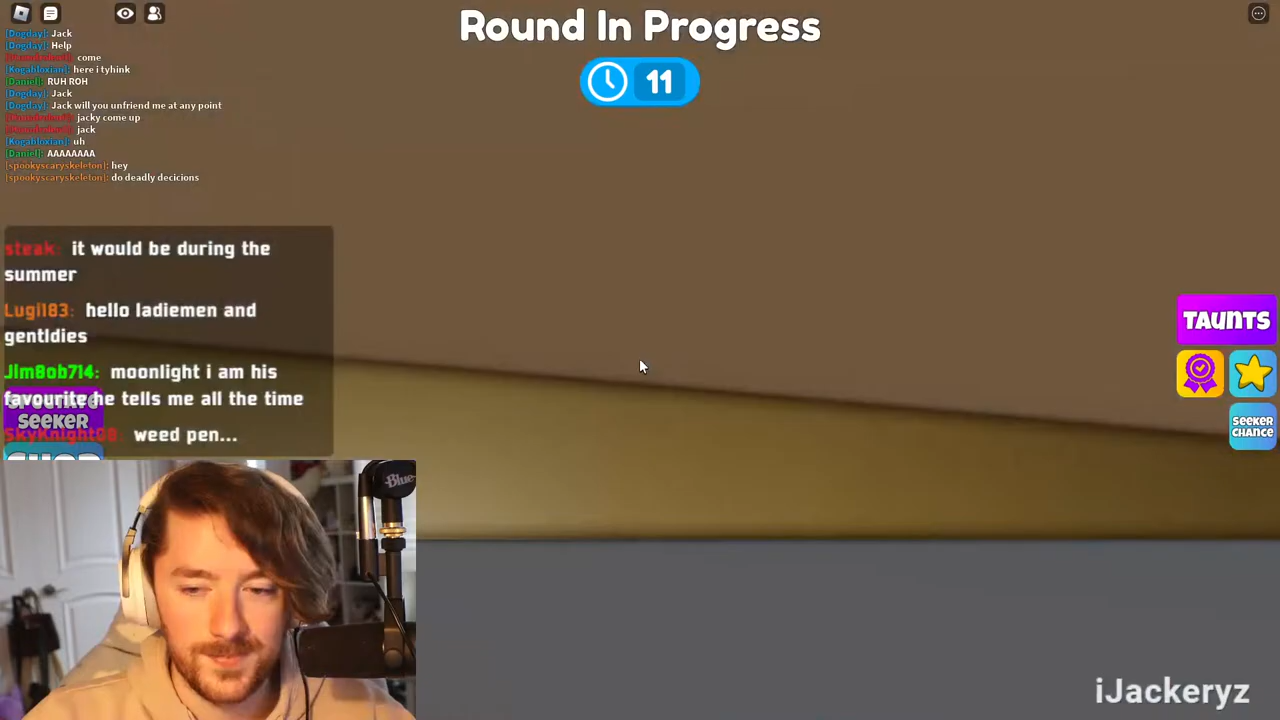 Round In Progress
11
[Dogday]: Jack
[Dogday]: Help
come
[Kogabloxian]: here i tyhink
[Daniel]: RUH ROH
[Dogday]: Jack
[Dogday]: Jack will you unfriend me at any point
jacky come up
jack
[Kogabloxian]: uh
[Daniel]: AAAAAAAA
[spookyscaryskeleton]: hey
[spookyscaryskeleton]: do deadly decicions
steak: it would be during the
summer
Lugi183: hello ladiemen and
gentldies
JimBob714: moonlight i am his
favourite he tells me all the time
SEEKER
SkyKnight08: weed pen...
TAUNTS
SEEKER
CHANCE
Blue
iJackeryz